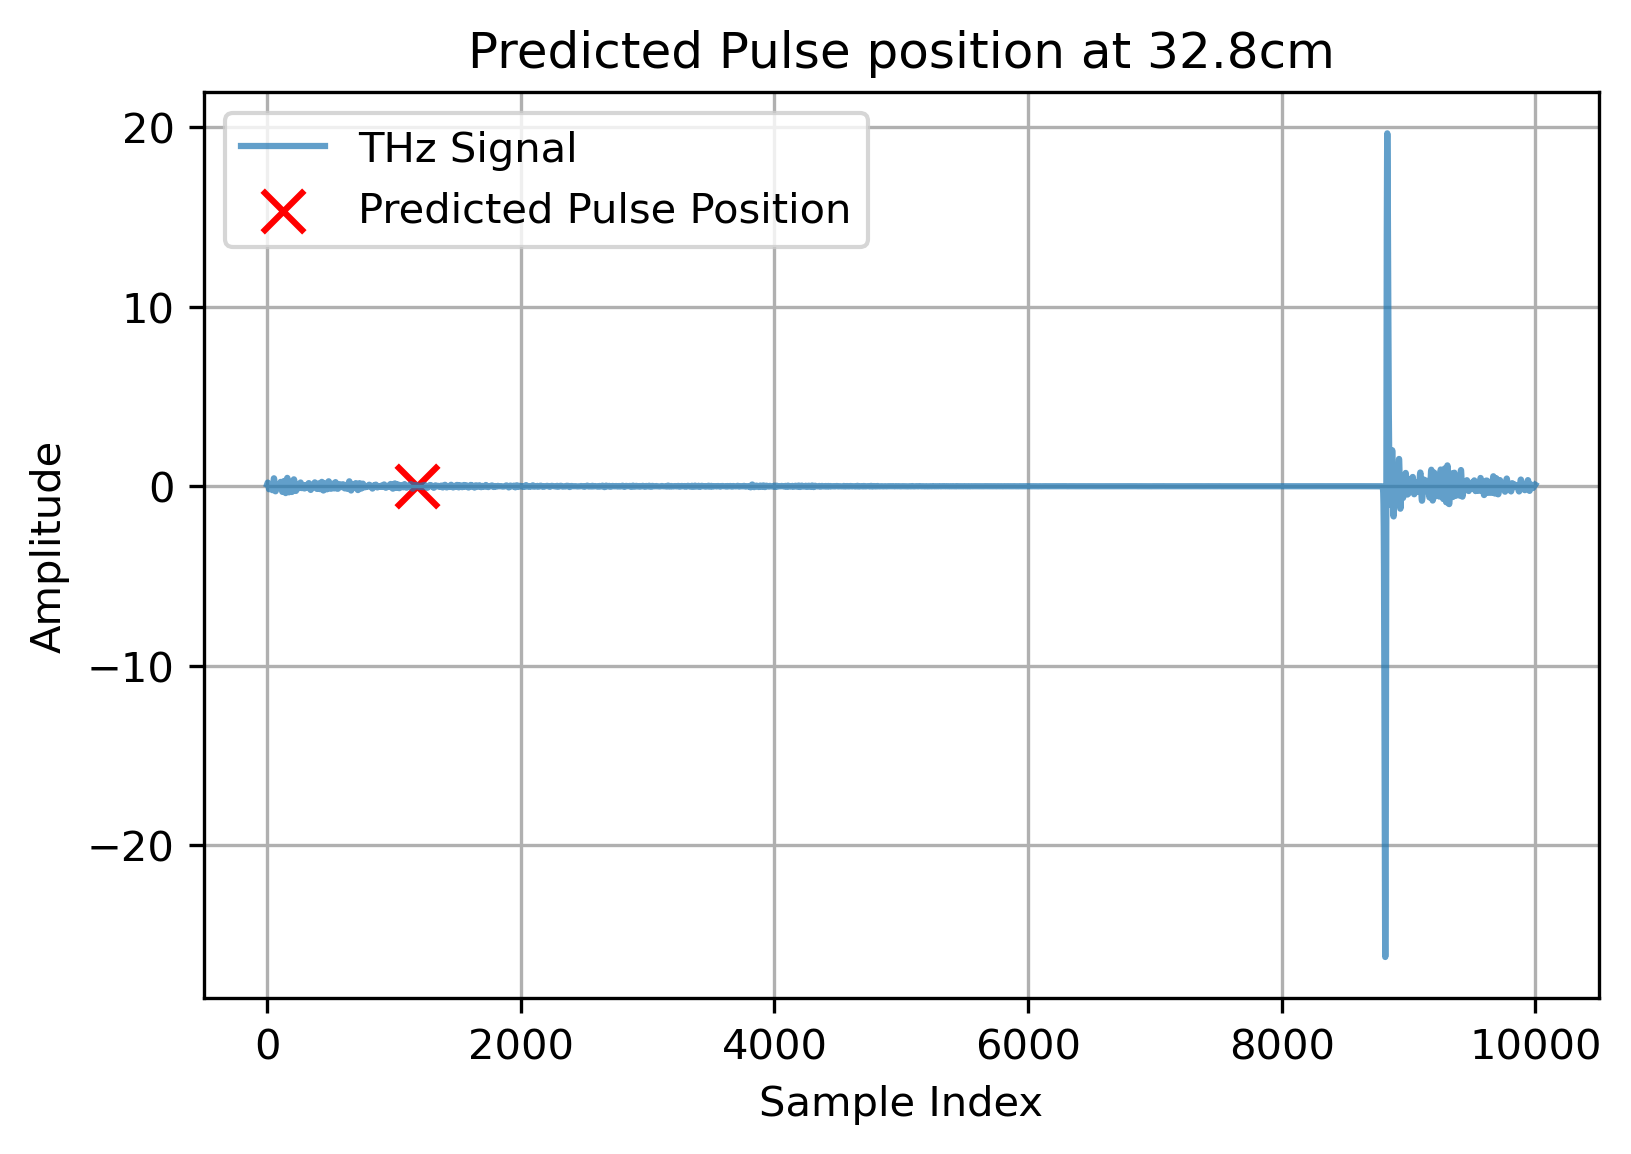 Predicted Pulse position at 32.8cm
THz Signal
Predicted Pulse Position
20
10
0
−10
−20
Amplitude
0 2000 4000 6000 8000 10000
Sample Index